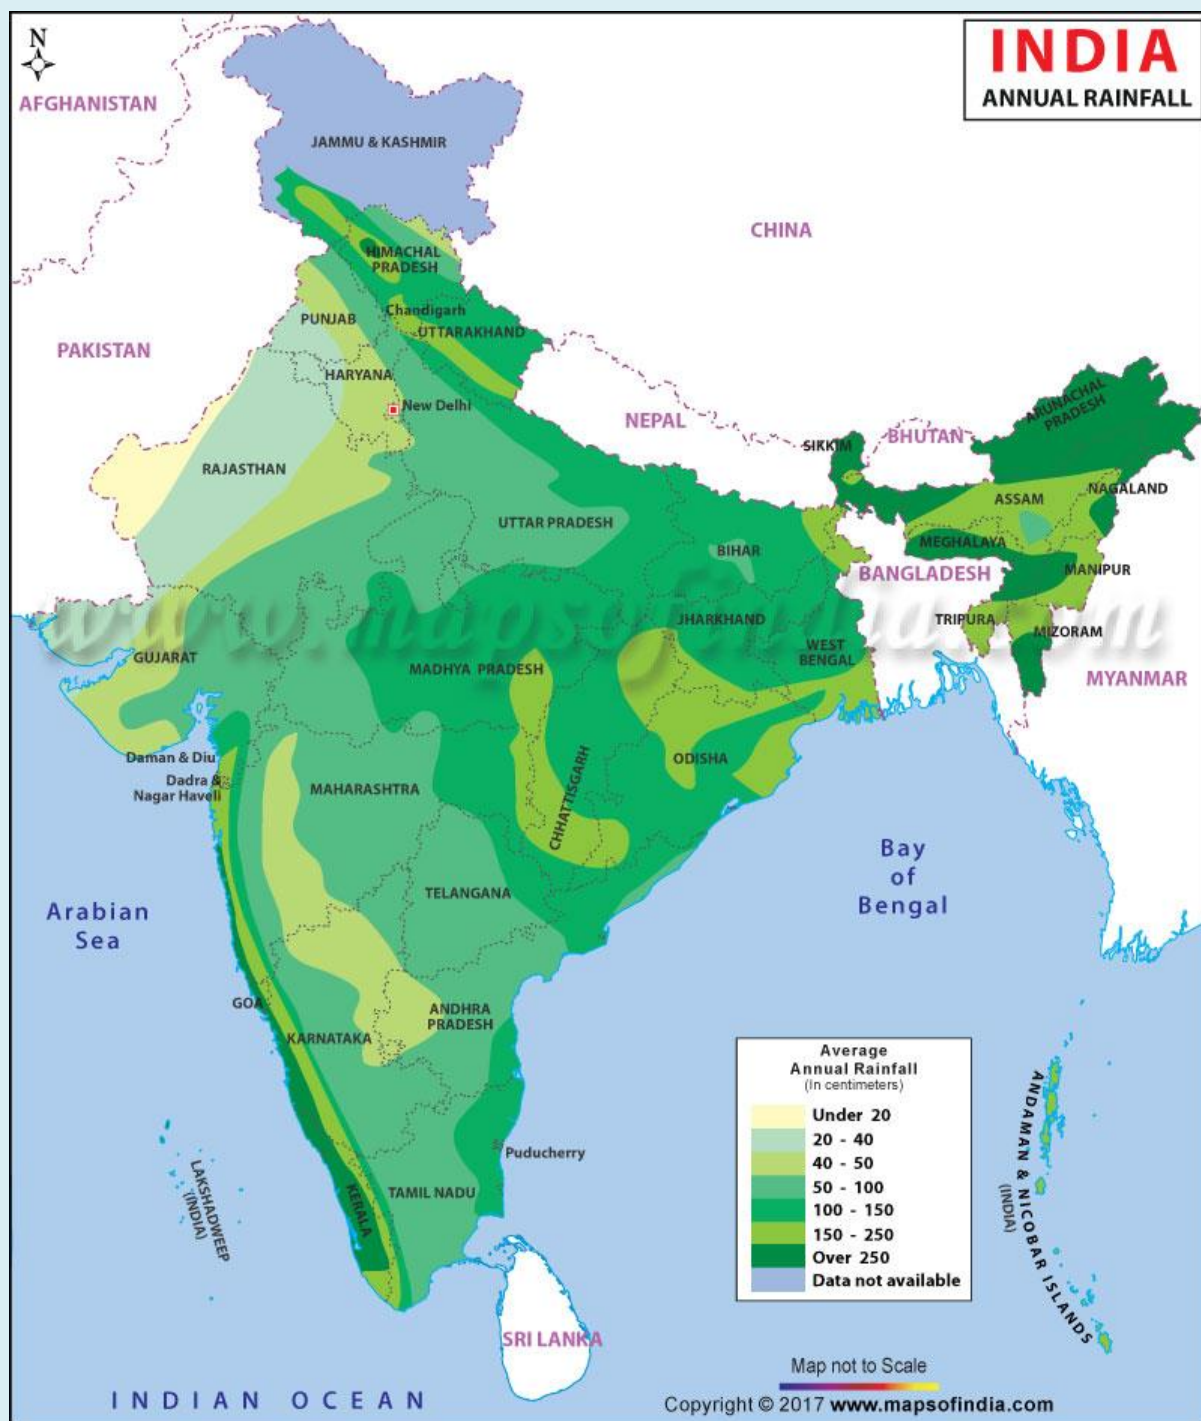 INDIA
ANNUAL RAINFALL
N
AFGHANISTAN
JAMMU & KASHMIR
CHINA
HIMACHAL
PRADESH
PAKISTAN
PUNJAB
Chandigarh
UTTARAKHAND
HARYANA
New Delhi
NEPAL
SIKKIM
BHUTAN
ARUNACHAL
PRADESH
RAJASTHAN
UTTAR PRADESH
BIHAR
ASSAM
NAGALAND
MEGHALAYA
BANGLADESH
MANIPUR
www.mapsofindia.com
GUJARAT
MADHYA PRADESH
JHARKHAND
WEST
BENGAL
TRIPURA
MIZORAM
MYANMAR
Daman & Diu
Dadra &
Nagar Haveli
MAHARASHTRA
CHHATTISGARH
ODISHA
TELANGANA
Arabian
Sea
Bay
of
Bengal
GOA
KARNATAKA
ANDHRA
PRADESH
Puducherry
LAKSHADWEEP
(INDIA)
KERALA
TAMIL NADU
SRI LANKA
ANDAMAN & NICOBAR ISLANDS
(INDIA)
Average
Annual Rainfall
(In centimeters)
Under 20
20 - 40
40 - 50
50 - 100
100 - 150
150 - 250
Over 250
Data not available
INDIAN OCEAN
Map not to Scale
Copyright © 2017 www.mapsofindia.com